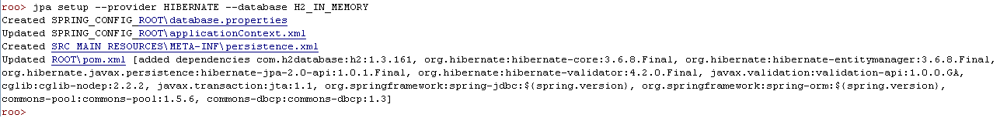 roo> jpa setup --provider HIBERNATE --database H2_IN_MEMORY
Created SPRING_CONFIG_ROOT\database.properties
Updated SPRING_CONFIG_ROOT\applicationContext.xml
Created SRC_MAIN_RESOURCES\META-INF\persistence.xml
Updated ROOT\pom.xml [added dependencies com.h2database:h2:1.3.161, org.hibernate:hibernate-core:3.6.8.Final, org.hibernate:hibernate-entitymanager:3.6.8.Final,
org.hibernate.javax.persistence:hibernate-jpa-2.0-api:1.0.1.Final, org.hibernate:hibernate-validator:4.2.0.Final, javax.validation:validation-api:1.0.0.GA,
cglib:cglib-nodep:2.2.2, javax.transaction:jta:1.1, org.springframework:spring-jdbc:${spring.version}, org.springframework:spring-orm:${spring.version},
commons-pool:commons-pool:1.5.6, commons-dbcp:commons-dbcp:1.3]
roo>